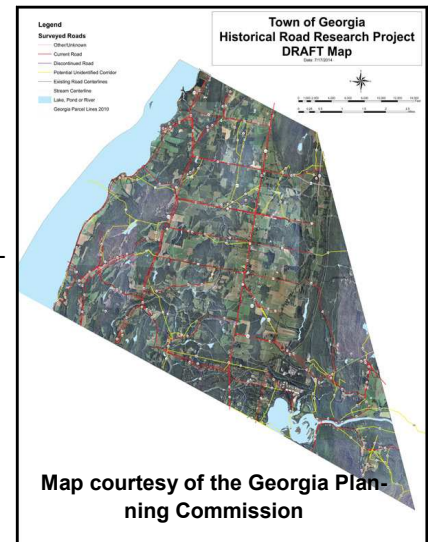 Town of Georgia
Historical Road Research Project
DRAFT Map
Legend
Surveyed Roads
Other/Unknown
Current Road
Discontinued Road
Potential Unidentified Corridor
Existing Road Centerlines
Stream Centerline
Lake, Pond or River
Georgia Parcel Lines 2010
Map courtesy of the Georgia Plan-
ning Commission